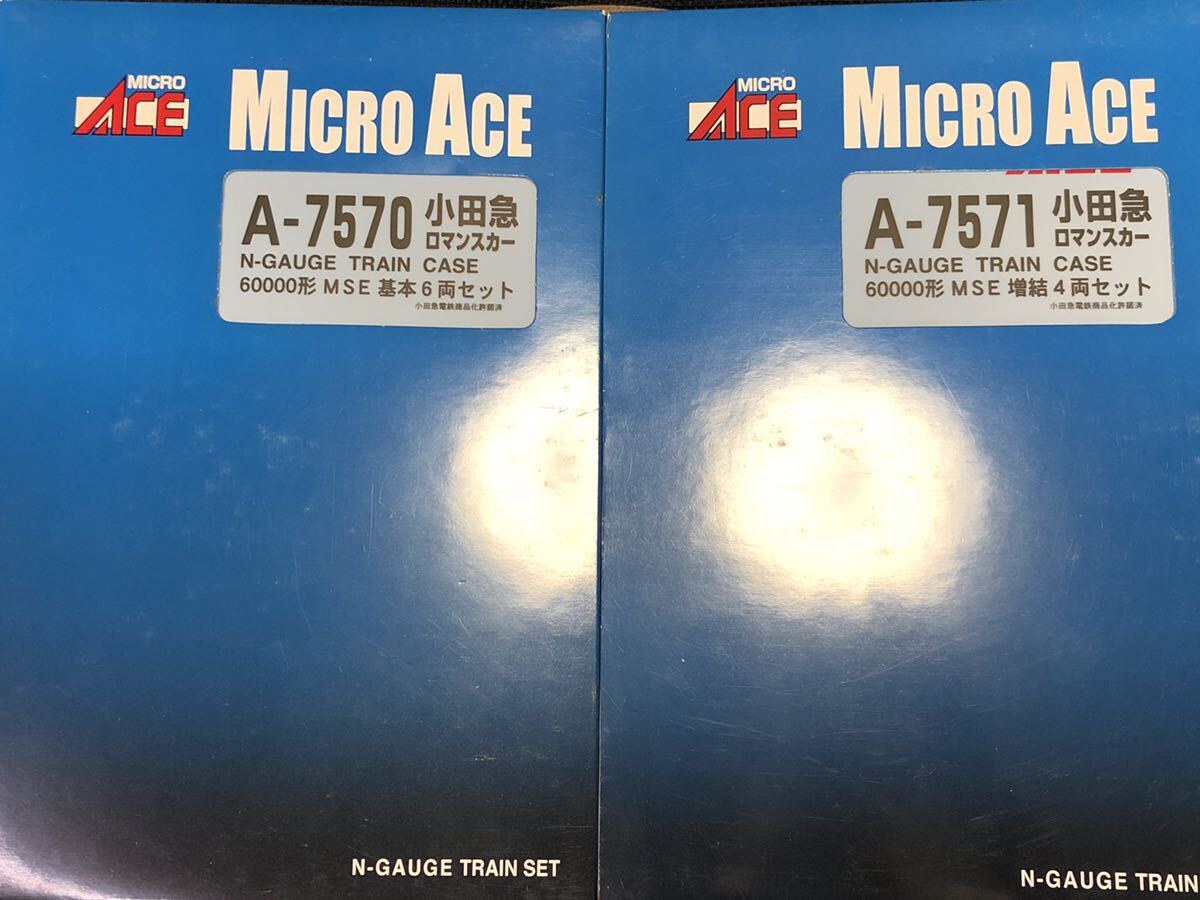 MICRO
ACE
MICRO ACE
A-7570 小田急
ロマンスカー
N-GAUGE TRAIN CASE
60000形 MSE 基本6両セット
小田急電鉄商品化許諾済
N-GAUGE TRAIN SET
MICRO
ACE
MICRO ACE
A-7571 小田急
ロマンスカー
N-GAUGE TRAIN CASE
60000形 MSE 増結4両セット
小田急電鉄商品化許諾済
N-GAUGE TRAIN